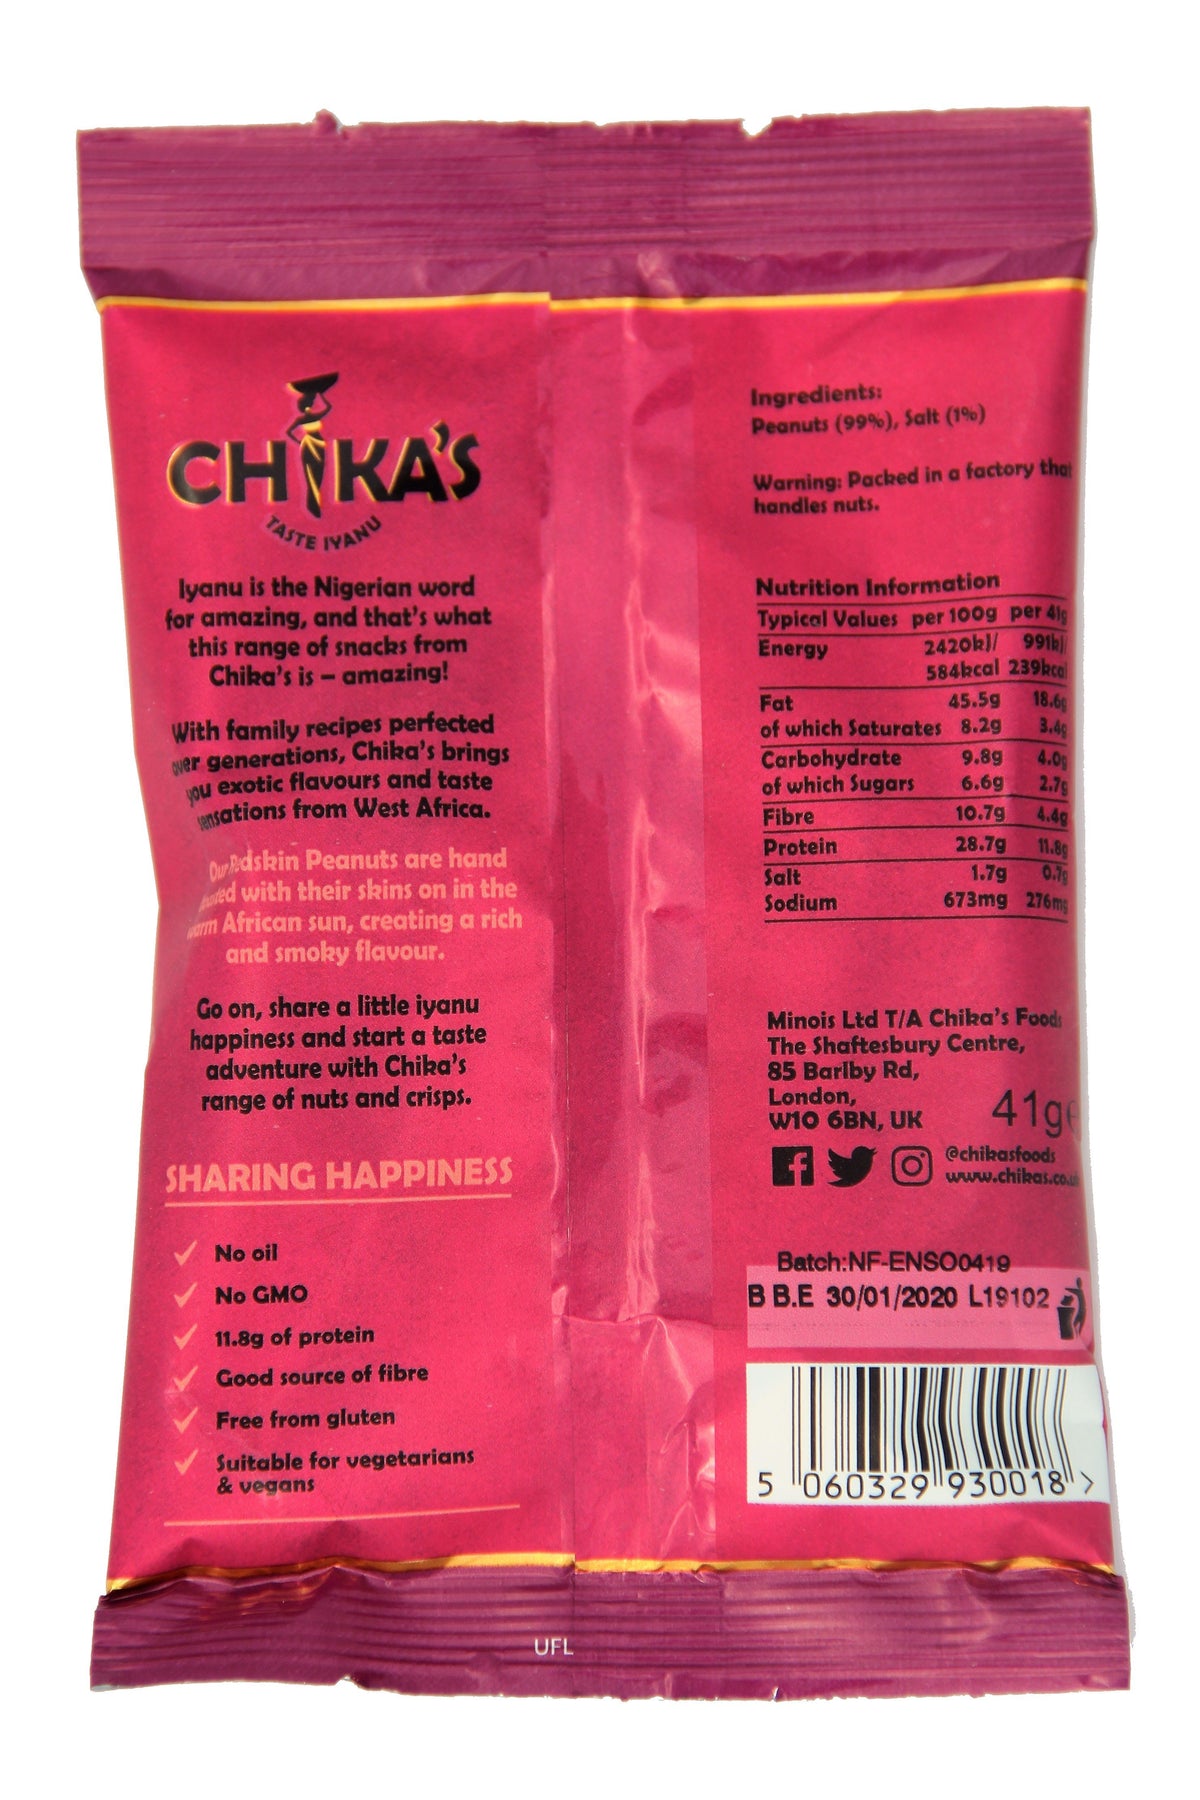 CHIKA'S
TASTE IYANU
Iyanu is the Nigerian word
for amazing, and that's what
this range of snacks from
Chika's is – amazing!
With family recipes perfected
over generations, Chika's brings
you exotic flavours and taste
sensations from West Africa.
Our Redskin Peanuts are hand
with their skins on in the
warm African sun, creating a rich
and smoky flavour.
Go on, share a little iyanu
happiness and start a taste
adventure with Chika's
range of nuts and crisps.
SHARING HAPPINESS
No oil
No GMO
11.8g of protein
Good source of fibre
Free from gluten
Suitable for vegetarians
& vegans
Ingredients:
Peanuts (99%), Salt (1%)
Warning: Packed in a factory that
handles nuts.
Nutrition Information
Typical Values per 100g per 41g
Energy 2420kJ/ 991kJ/
584kcal 239kcal
Fat 45.5g 18.6g
of which Saturates 8.2g 3.4g
Carbohydrate 9.8g 4.0g
of which Sugars 6.6g 2.7g
Fibre 10.7g 4.4g
Protein 28.7g 11.8g
Salt 1.7g 0.7g
Sodium 673mg 276mg
Minois Ltd T/A Chika's Foods
The Shaftesbury Centre,
85 Barlby Rd,
London,
W10 6BN, UK
41g℮
@chikasfoods
www.chikas.co.uk
Batch:NF-ENSO0419
B B.E 30/01/2020 L19102
5 060329 930018 >
UFL